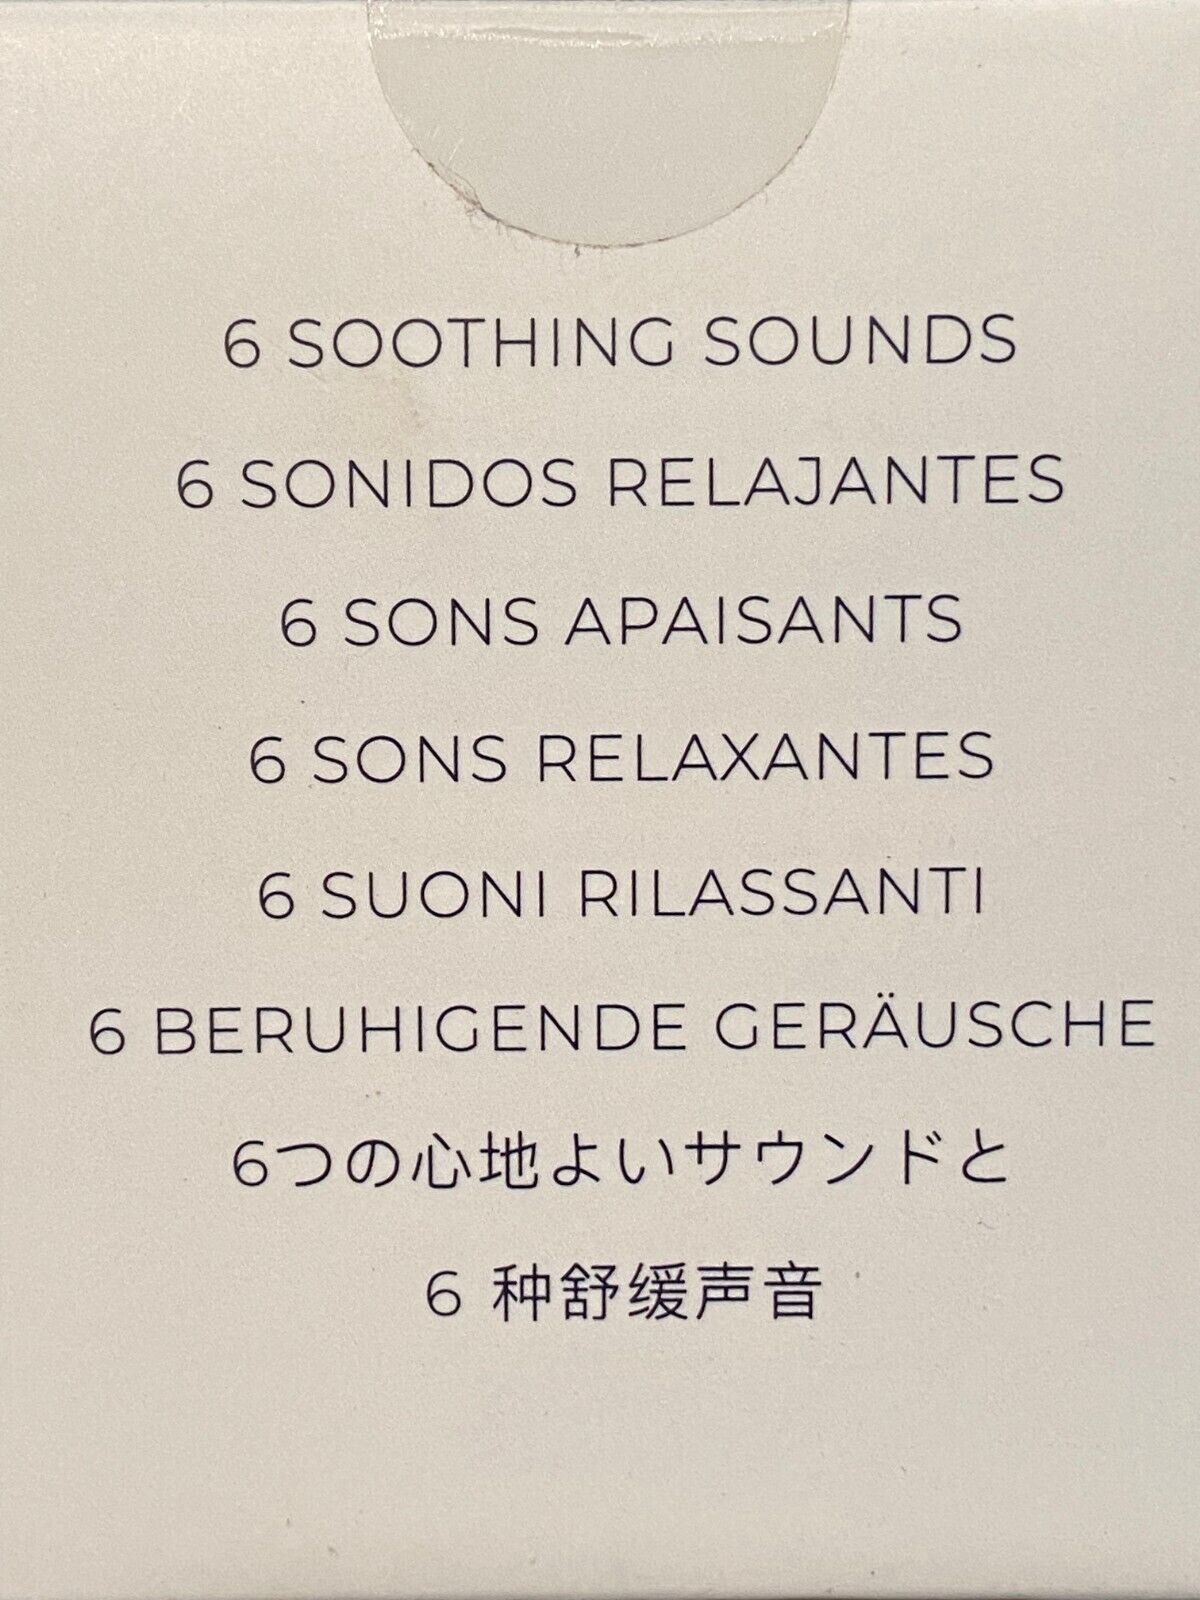 6 SOOTHING SOUNDS
6 SONIDOS RELAJANTES
6 SONS APAISANTS
6 SONS RELAXANTES
6 SUONI RILASSANTI
6 BERUHIGENDE GERÄUSCHE
6つの心地よいサウンドと
6 种舒缓声音